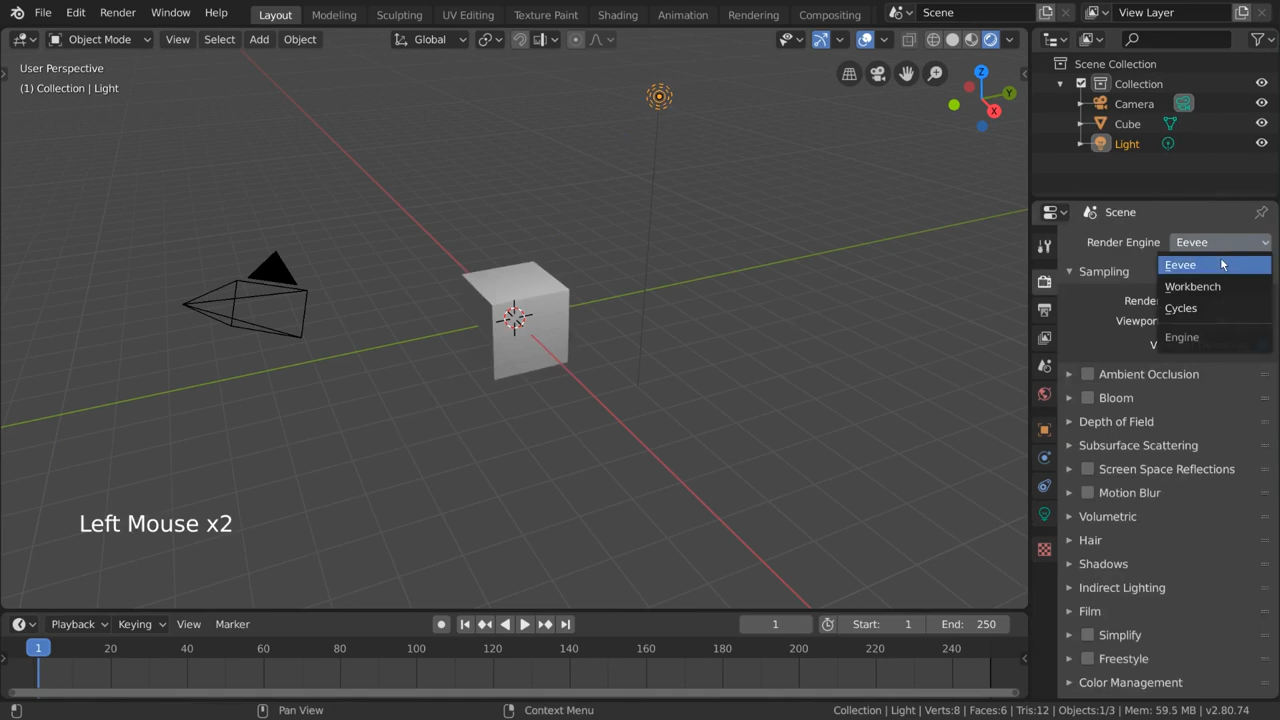 File Edit Render Window Help Layout Modeling Sculpting UV Editing Texture Paint Shading Animation Rendering Compositing Scene View Layer
Object Mode View Select Add Object Global
User Perspective
(1) Collection | Light
Z
Y
X
Scene Collection
Collection
Camera
Cube
Light
Scene
Render Engine Eevee
Eevee
Sampling
Workbench
Cycles
Engine
Ambient Occlusion
Bloom
Depth of Field
Subsurface Scattering
Screen Space Reflections
Motion Blur
Volumetric
Hair
Shadows
Indirect Lighting
Film
Simplify
Freestyle
Color Management
Left Mouse x2
Playback Keying View Marker 1 Start: 1 End: 250
1 20 40 60 80 100 120 140 160 180 200 220 240
Pan View Context Menu Collection | Light | Verts:8 | Faces:6 | Tris:12 | Objects:1/3 | Mem: 59.5 MB | v2.80.74